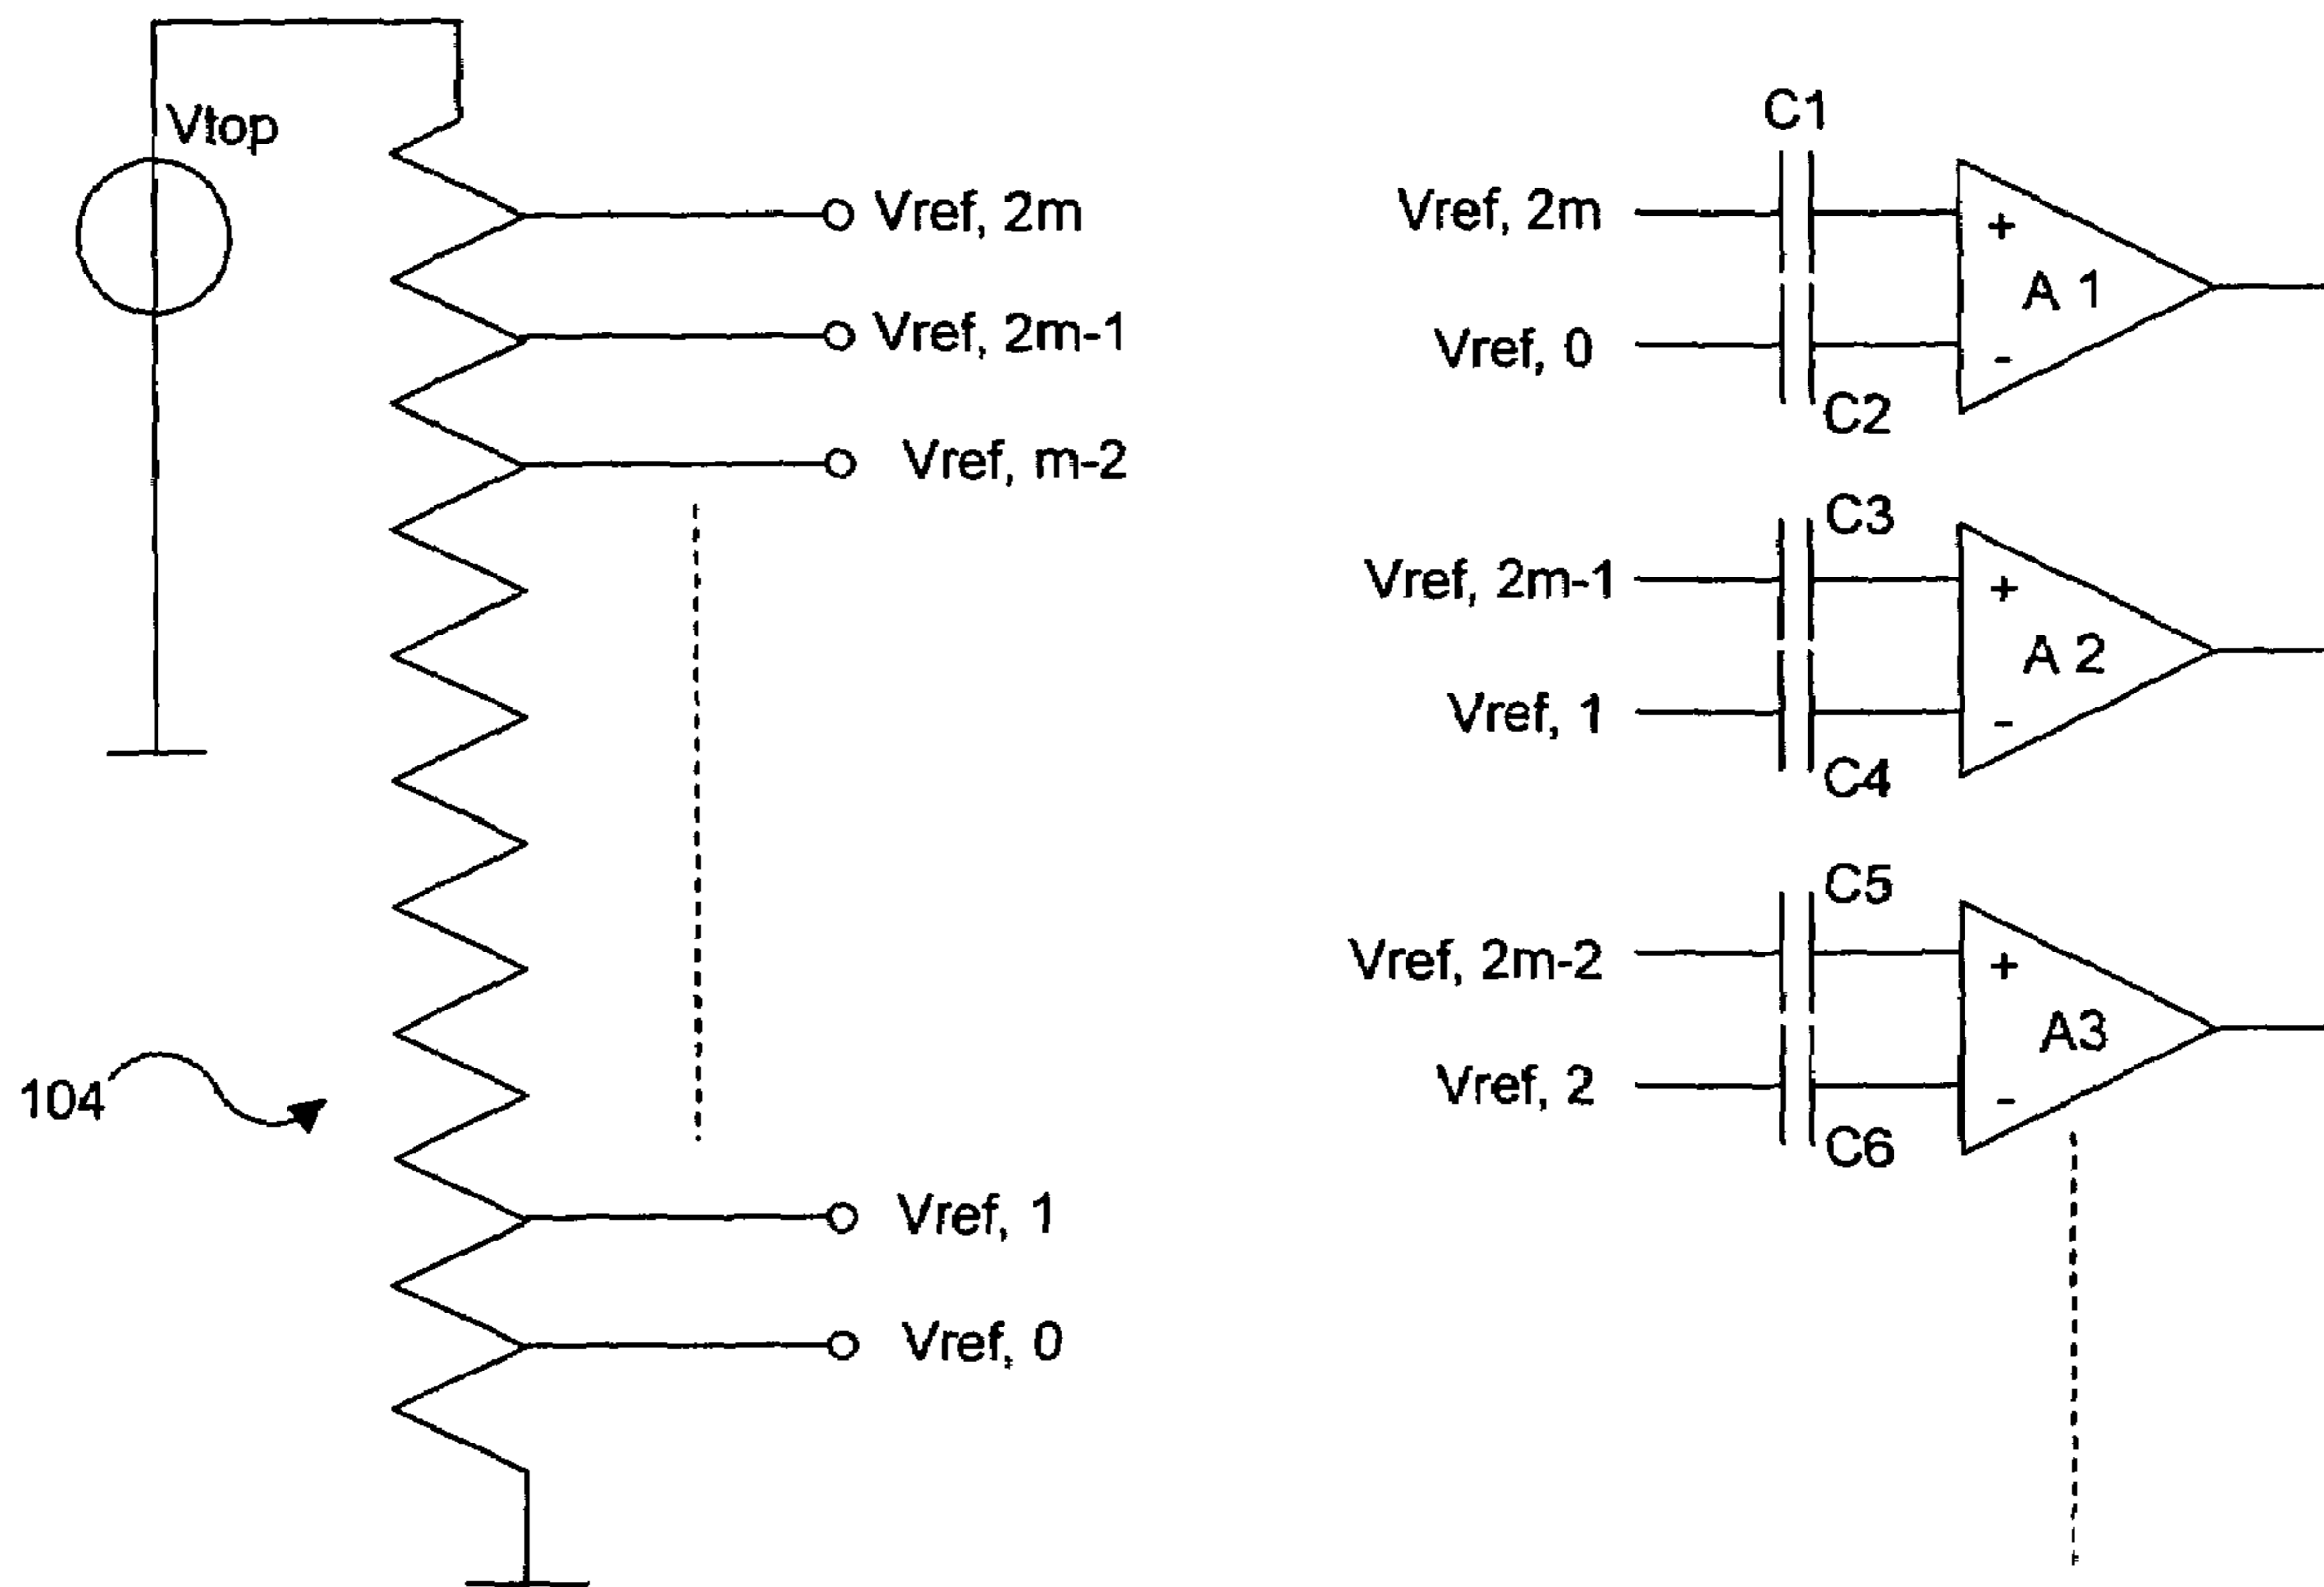 Vtop
Vref, 2m
Vref, 2m-1
Vref, m-2
104
Vref, 1
Vref, 0
C1
Vref, 2m
+
A 1
Vref, 0
-
C2
C3
Vref, 2m-1
+
A 2
Vref, 1
-
C4
C5
Vref, 2m-2
+
A3
Vref, 2
-
C6